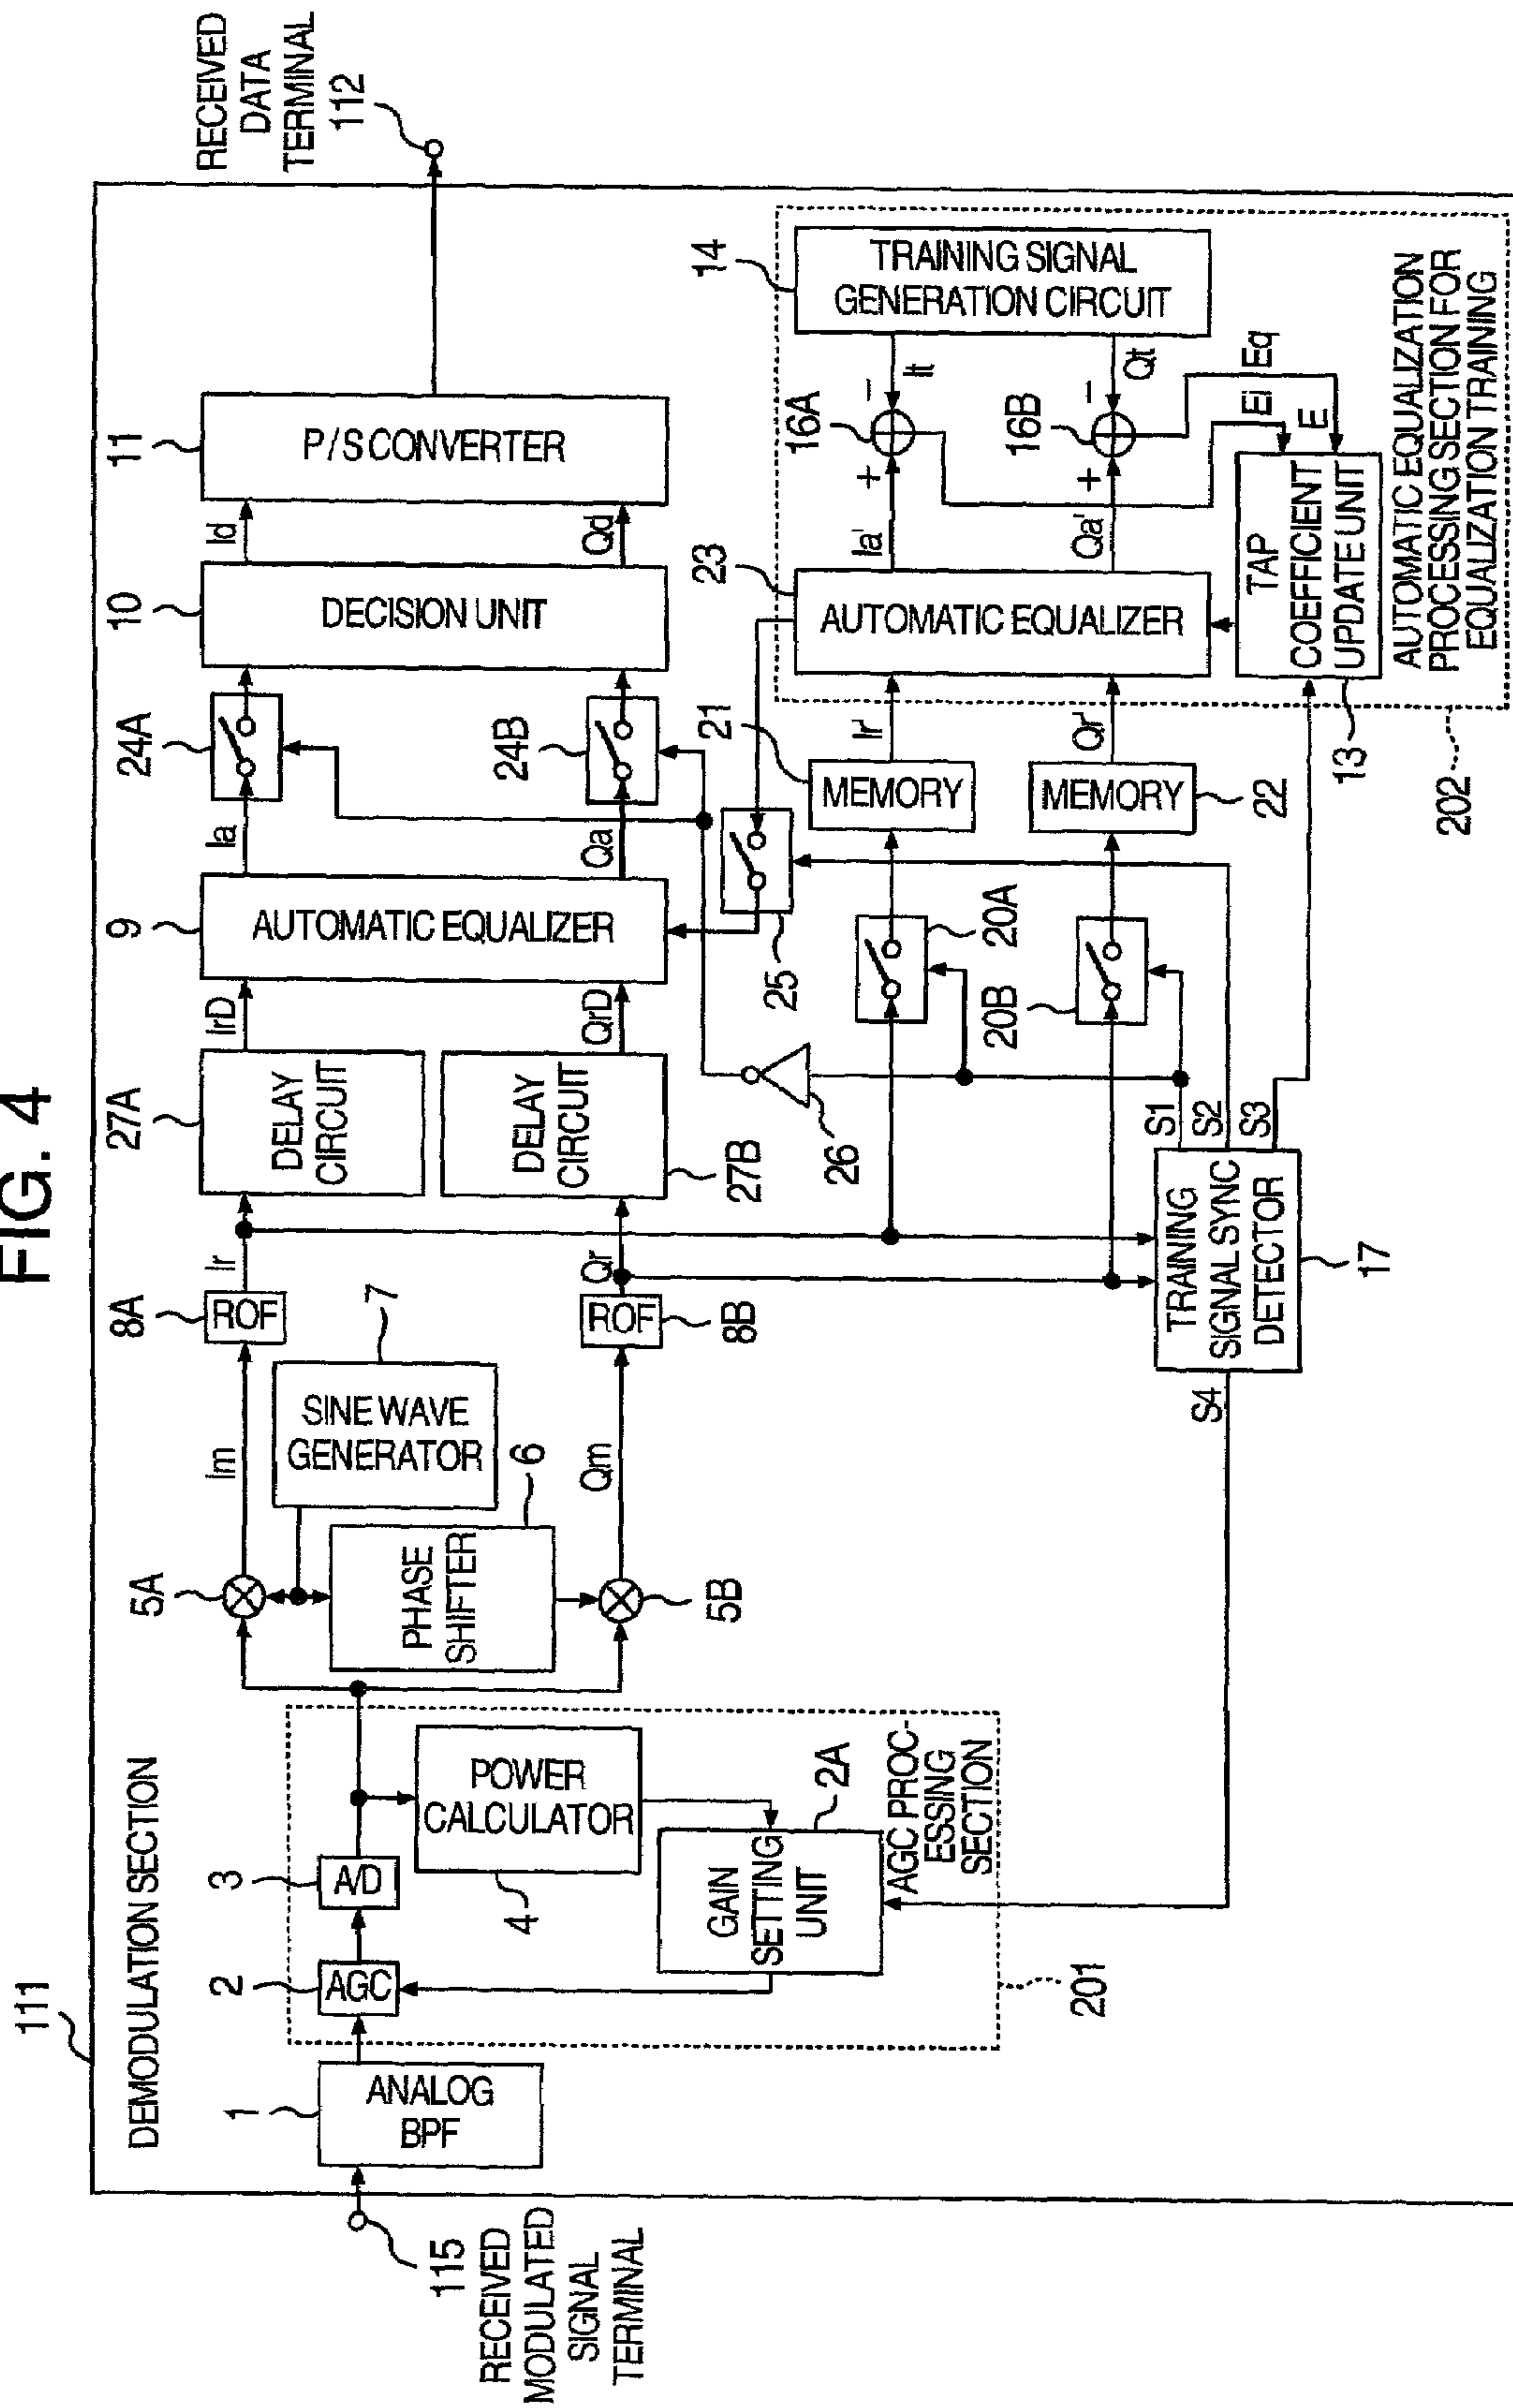 FIG. 4
111
DEMODULATION SECTION
115
RECEIVED
MODULATED
SIGNAL
TERMINAL
1
ANALOG
BPF
2
AGC
3
A/D
4
POWER
CALCULATOR
2A
GAIN
SETTING
UNIT
AGC PROC-
ESSING
SECTION
201
5A
5B
6
PHASE
SHIFTER
7
SINE WAVE
GENERATOR
Im
Qm
8A
ROF
8B
ROF
Ir
Qr
27A
DELAY
CIRCUIT
27B
DELAY
CIRCUIT
IrD
QrD
9
AUTOMATIC EQUALIZER
Ia
Qa
24A
24B
10
DECISION UNIT
Id
Qd
11
P/S CONVERTER
RECEIVED
DATA
TERMINAL
112
17
TRAINING
SIGNAL SYNC
DETECTOR
S1
S2
S3
S4
26
25
20A
20B
21
MEMORY
22
MEMORY
Ir'
Qr'
23
AUTOMATIC EQUALIZER
Ia'
Qa'
+
−
16A
+
−
16B
It
Qt
14
TRAINING SIGNAL
GENERATION CIRCUIT
Ei
Eq
E
13
TAP
COEFFICIENT
UPDATE UNIT
AUTOMATIC EQUALIZATION
PROCESSING SECTION FOR
EQUALIZATION TRAINING
202